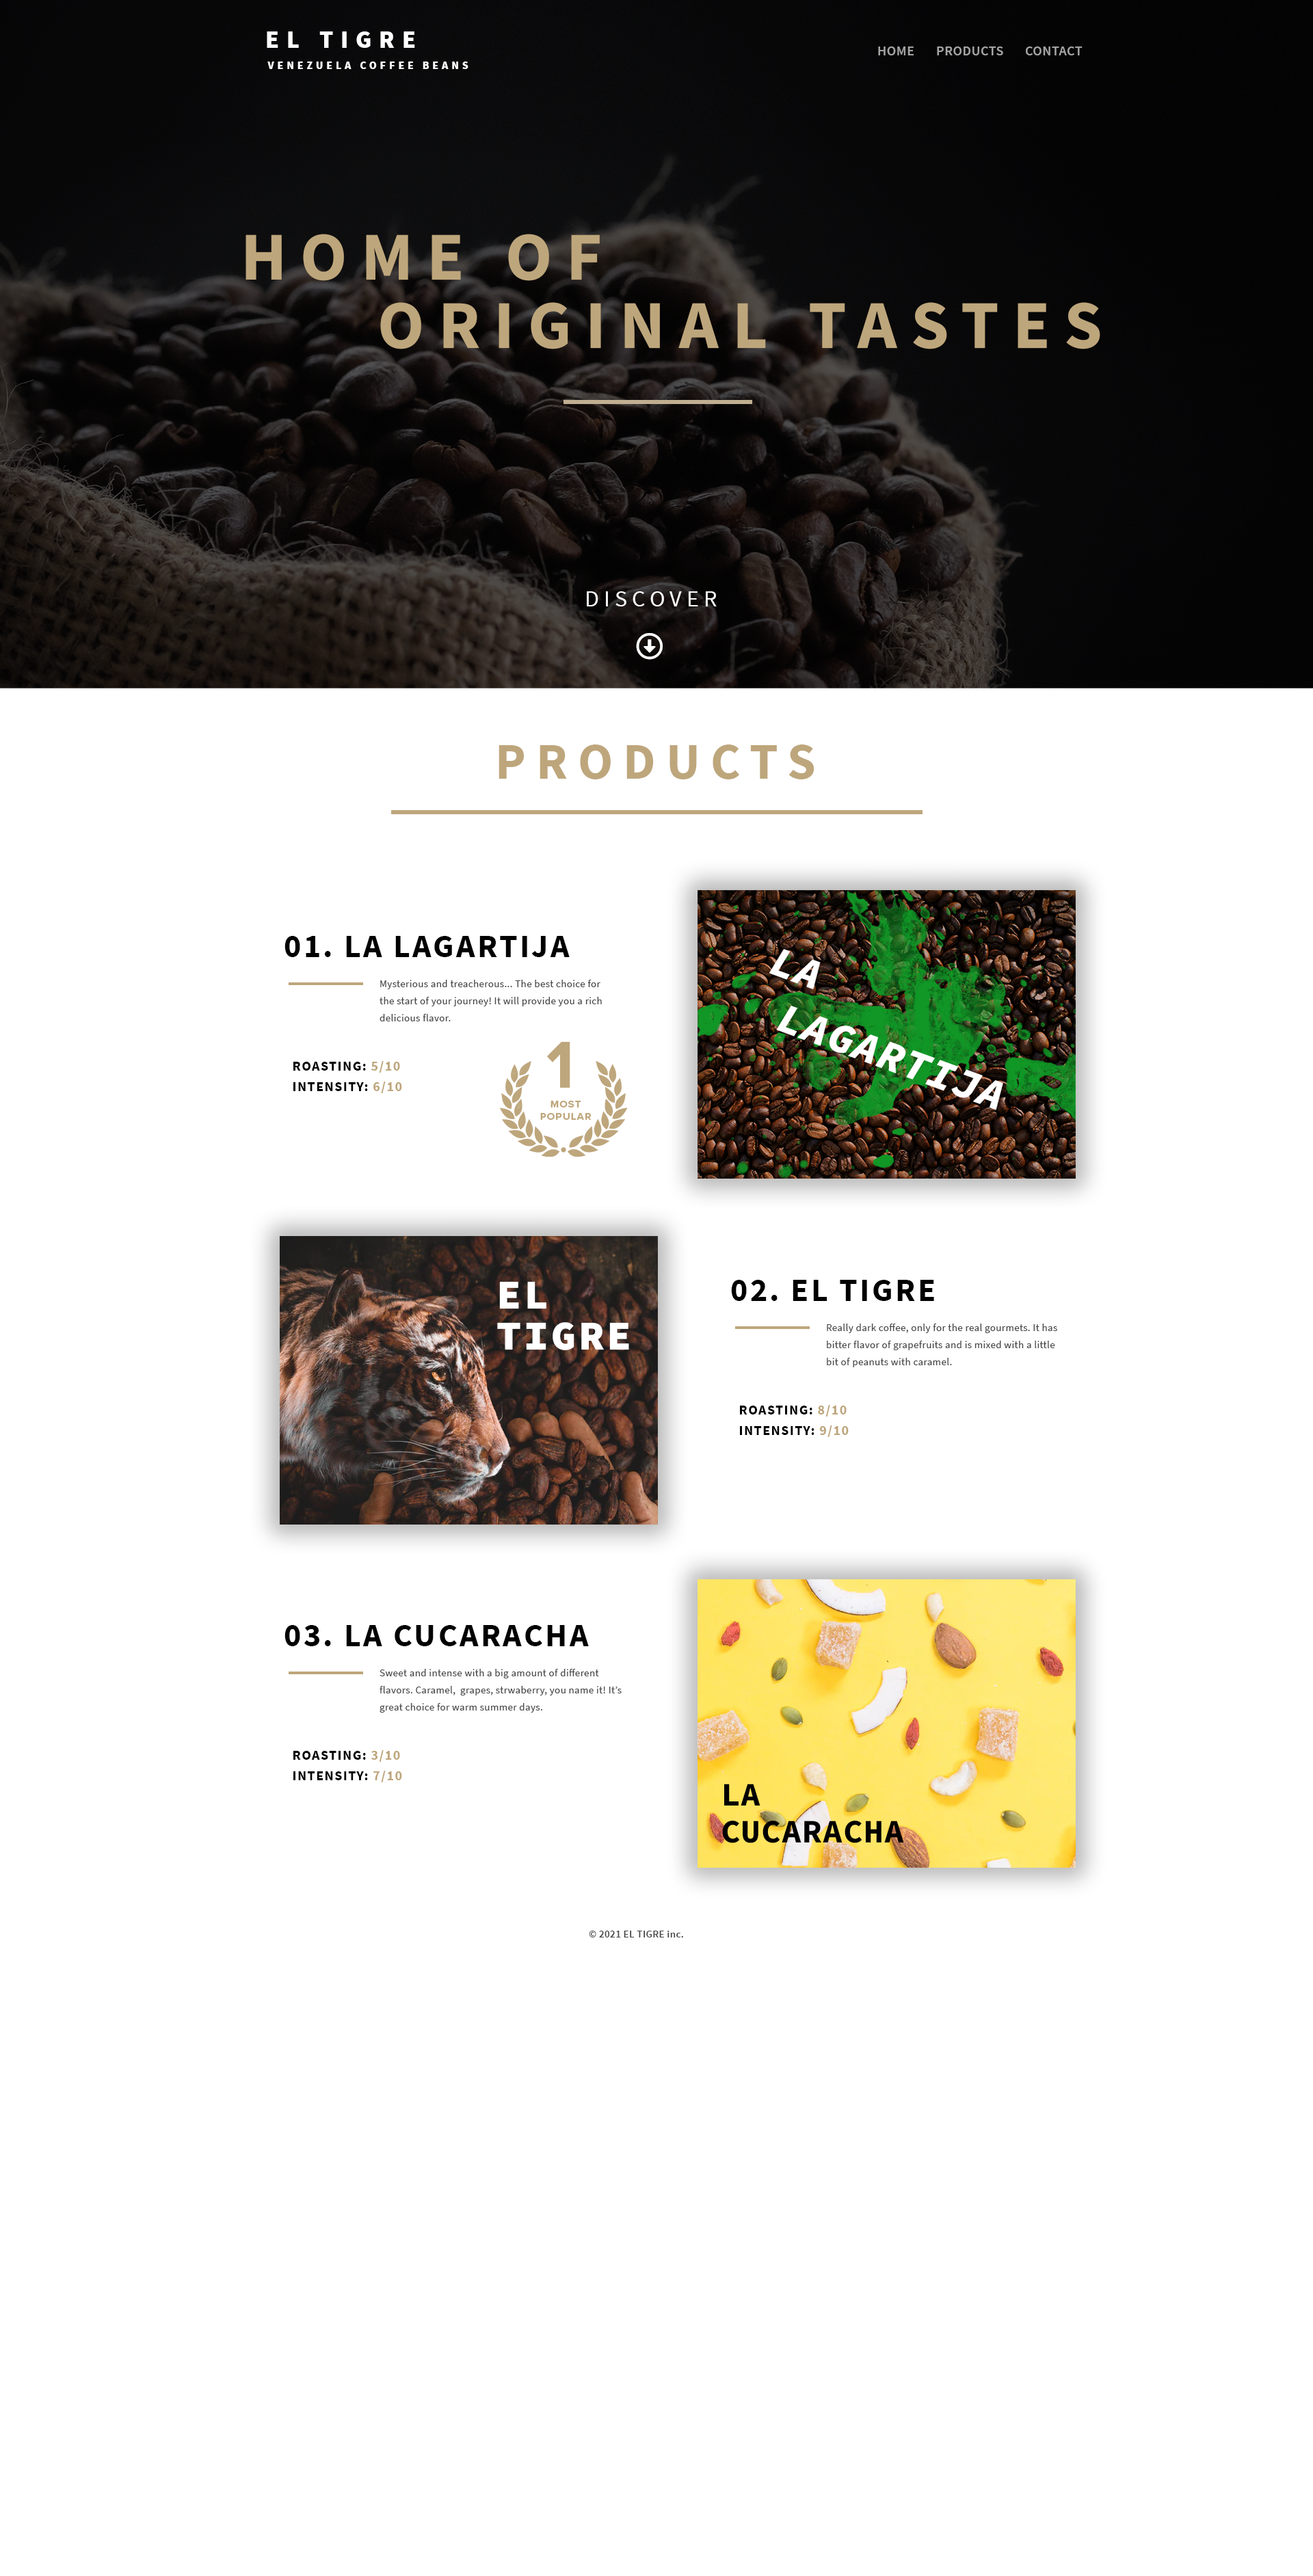 EL TIGRE
VENEZUELA COFFEE BEANS
HOME PRODUCTS CONTACT
HOME OF
ORIGINAL TASTES
DISCOVER
PRODUCTS
01. LA LAGARTIJA
Mysterious and treacherous... The best choice for
the start of your journey! It will provide you a rich
delicious flavor.
ROASTING: 5/10
INTENSITY: 6/10
1
MOST
POPULAR
LA
LAGARTIJA
EL
TIGRE
02. EL TIGRE
Really dark coffee, only for the real gourmets. It has
bitter flavor of grapefruits and is mixed with a little
bit of peanuts with caramel.
ROASTING: 8/10
INTENSITY: 9/10
03. LA CUCARACHA
Sweet and intense with a big amount of different
flavors. Caramel,  grapes, strwaberry, you name it! It's
great choice for warm summer days.
ROASTING: 3/10
INTENSITY: 7/10
LA
CUCARACHA
© 2021 EL TIGRE inc.